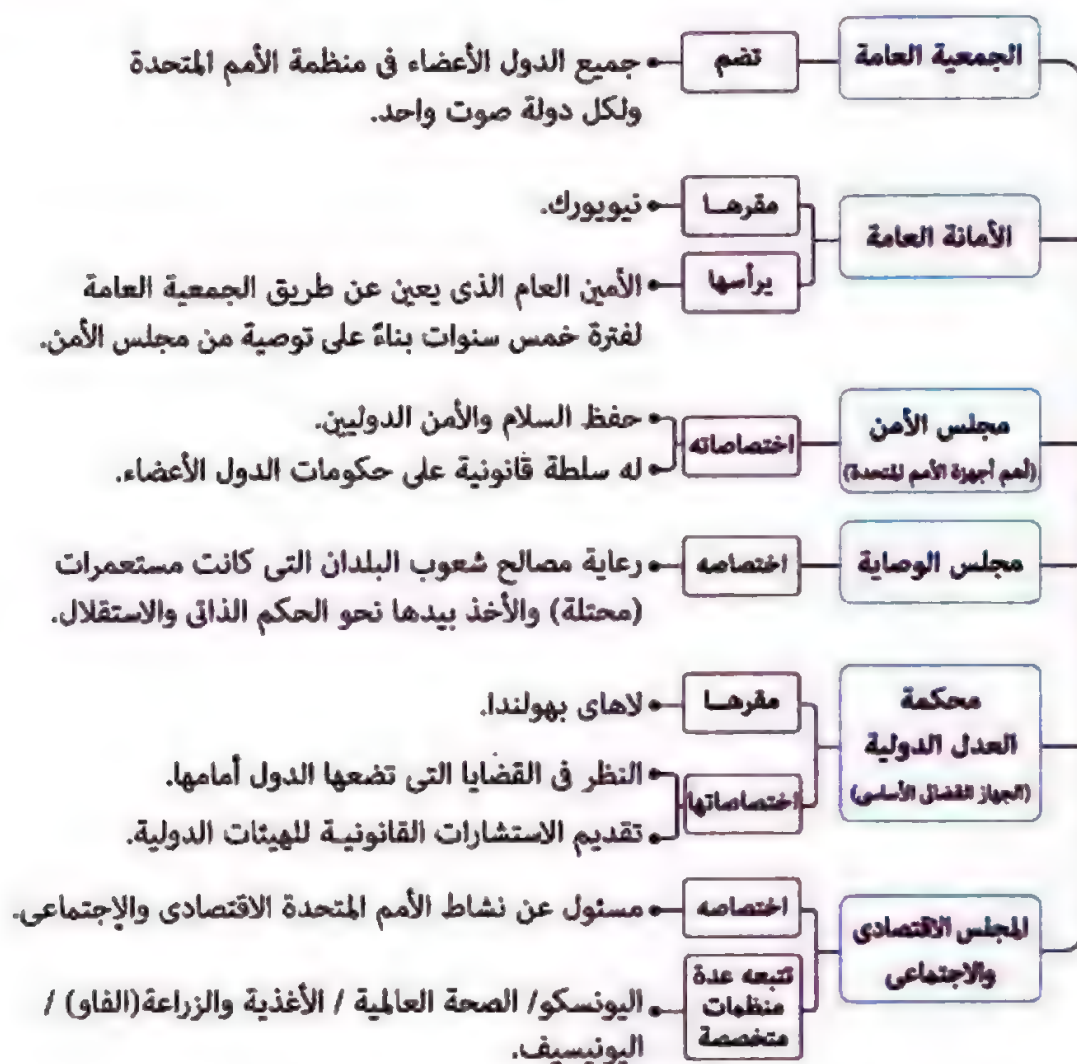 الجمعية العامة
تضم
جميع الدول الأعضاء فى منظمة الأمم المتحدة
ولكل دولة صوت واحد.
الأمانة العامة
مقرهـا
نيويورك.
يرأسها
الأمين العام الذى يعين عن طريق الجمعية العامة
لفترة خمس سنوات بناءً على توصية من مجلس الأمن.
مجلس الأمن
(أهم أجهزة الأمم المتحدة)
اختصاصاته
حفظ السلام والأمن الدوليين.
له سلطة قانونية على حكومات الدول الأعضاء.
مجلس الوصاية
اختصاصه
رعاية مصالح شعوب البلدان التى كانت مستعمرات
(محتلة) والأخذ بيدها نحو الحكم الذاتى والاستقلال.
محكمة
العدل الدولية
(الجهاز القضائى الأساسى)
مقرهـا
لاهاى بهولندا.
اختصاصاتها
النظر فى القضايا التى تضعها الدول أمامها.
تقديم الاستشارات القانونيـة للهيئات الدولية.
المجلس الاقتصادى
والاجتماعى
اختصاصه
مسئول عن نشاط الأمم المتحدة الاقتصادى والإجتماعى.
تتبعه عدة
منظمات
متخصصة
اليونسكو/ الصحة العالمية / الأغذية والزراعة(الفاو) /
اليونيسيف.